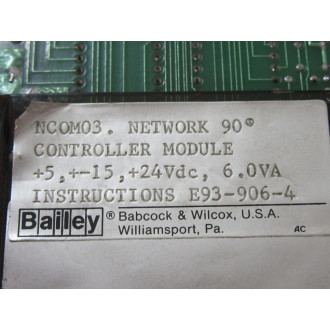 NCOM03. NETWORK 90®
CONTROLLER MODULE
+5,+-15,+24Vdc, 6.0VA
INSTRUCTIONS E93-906-4
Bailey ® Babcock & Wilcox, U.S.A.
Williamsport, Pa. AC